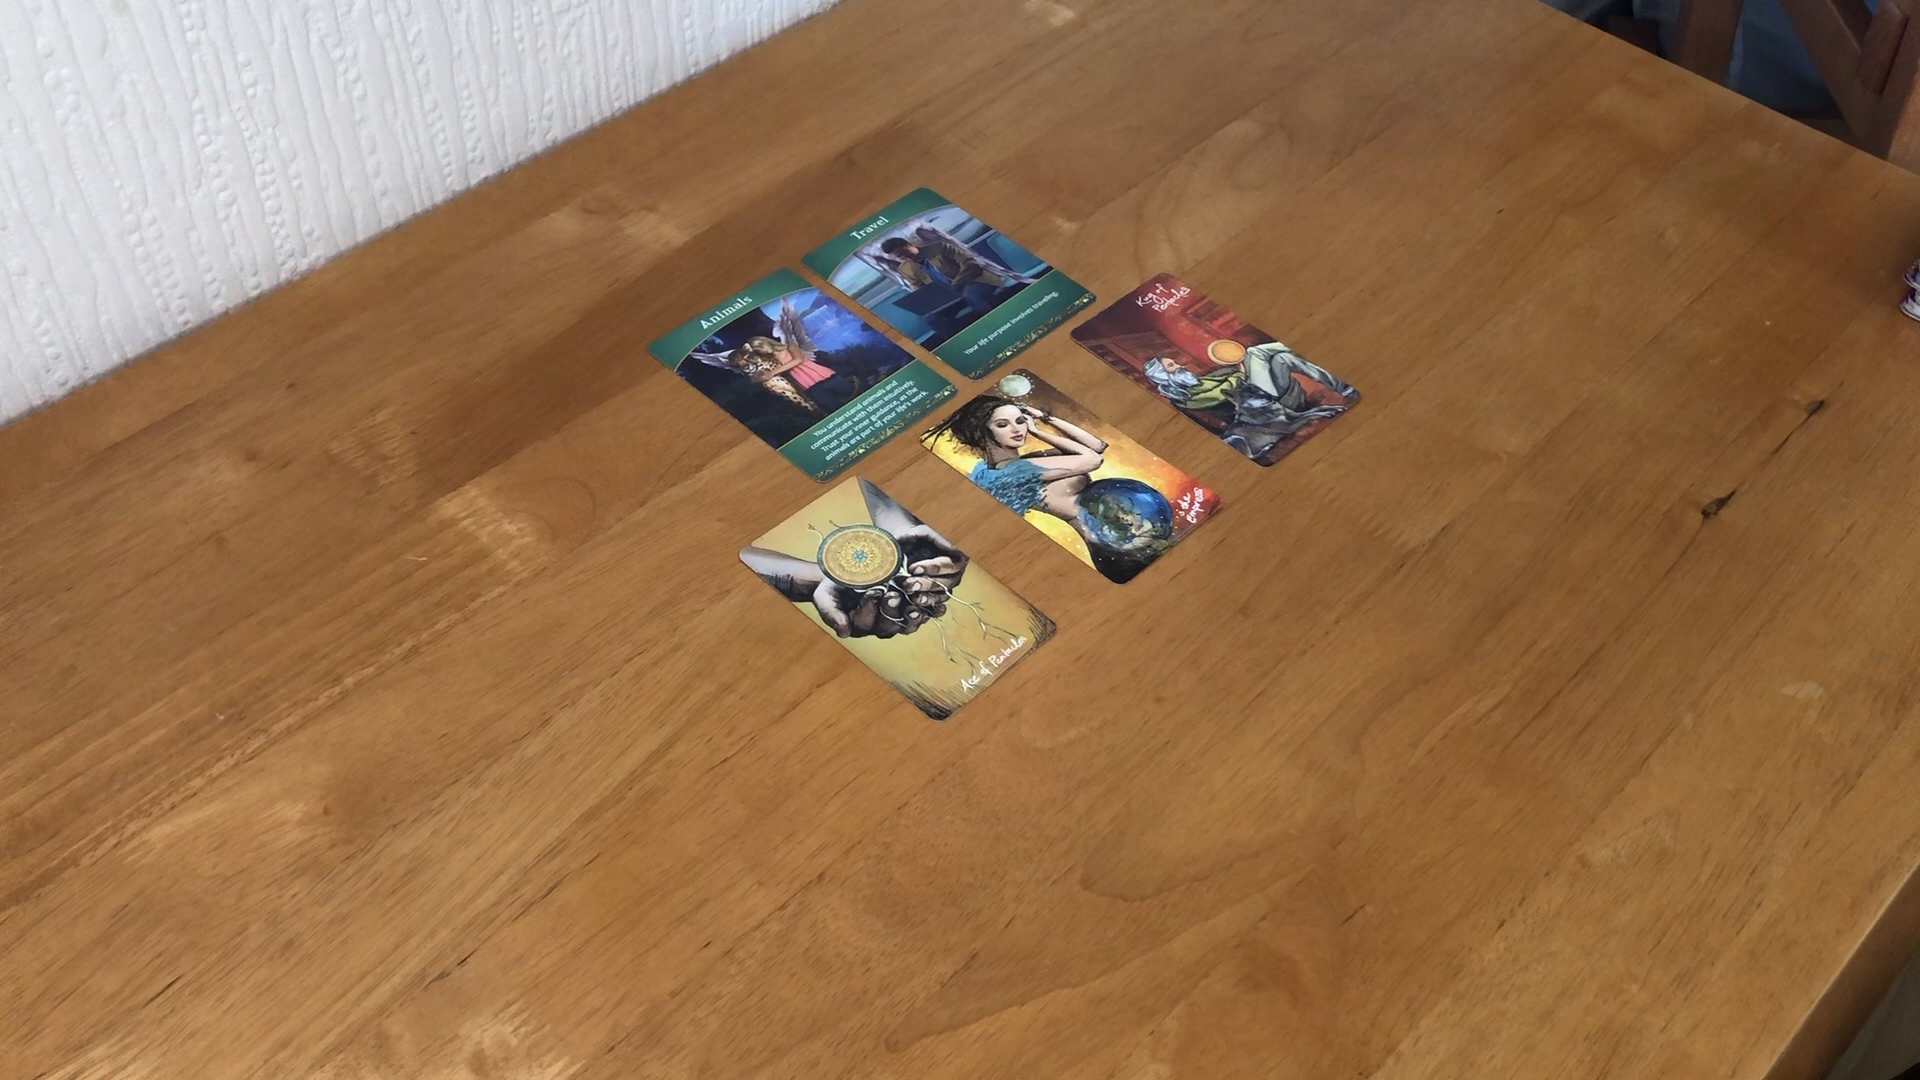 Travel
Your life purpose involves traveling.
Animals
You understand animals and
communicate with them intuitively.
Trust your inner guidance, as the
animals are part of your life's work.
King of
Pentacles
the
Empress
Ace of Pentacles